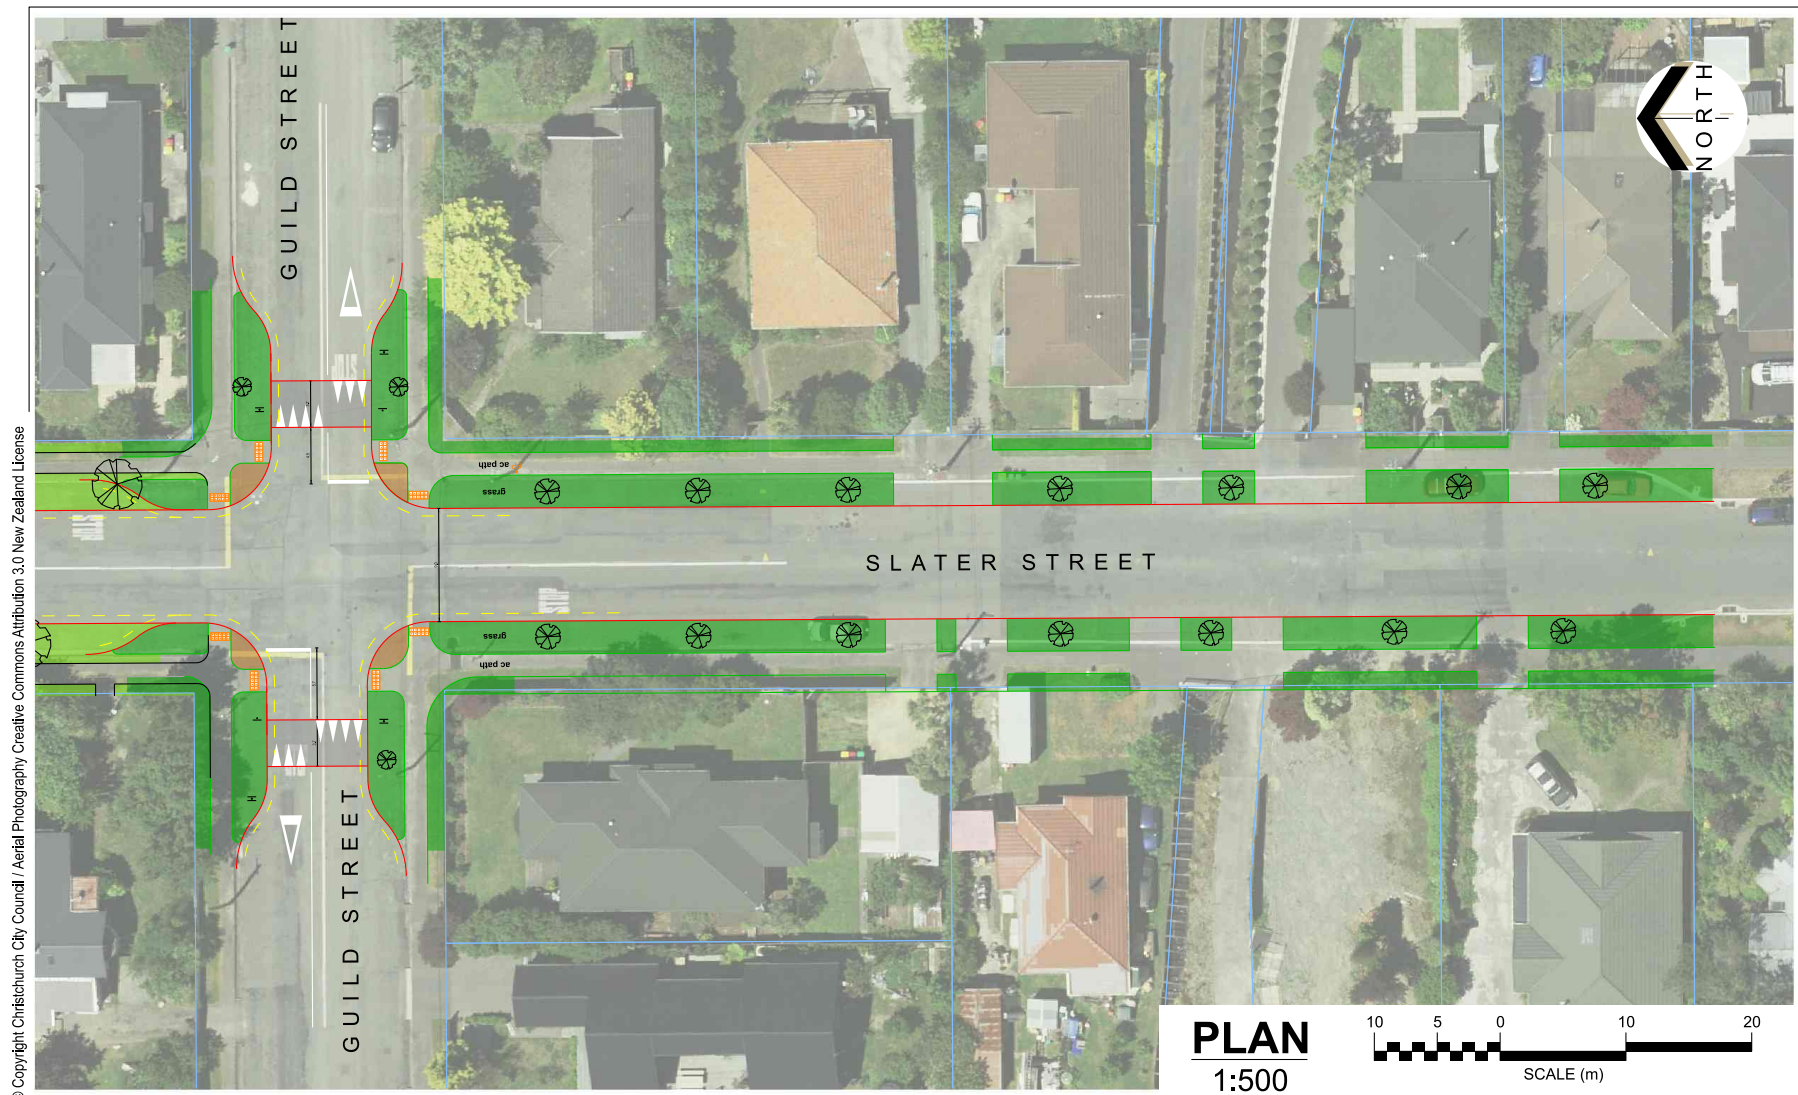 GUILD STREET
NORTH
ac path
grass
SLATER STREET
STOP
grass
ac path
GUILD STREET
PLAN
1:500
10 5 0 10 20
SCALE (m)
© Copyright Christchurch City Council / Aerial Photography Creative Commons Attribution 3.0 New Zealand License